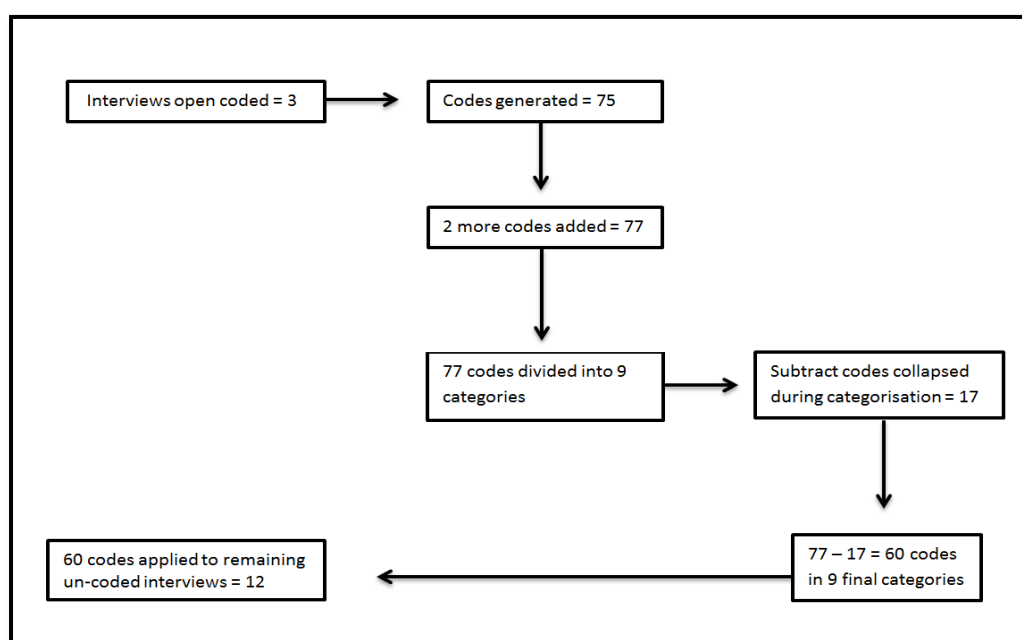 Interviews open coded = 3
Codes generated = 75
2 more codes added = 77
77 codes divided into 9
categories
Subtract codes collapsed
during categorisation = 17
77 – 17 = 60 codes
in 9 final categories
60 codes applied to remaining
un-coded interviews = 12